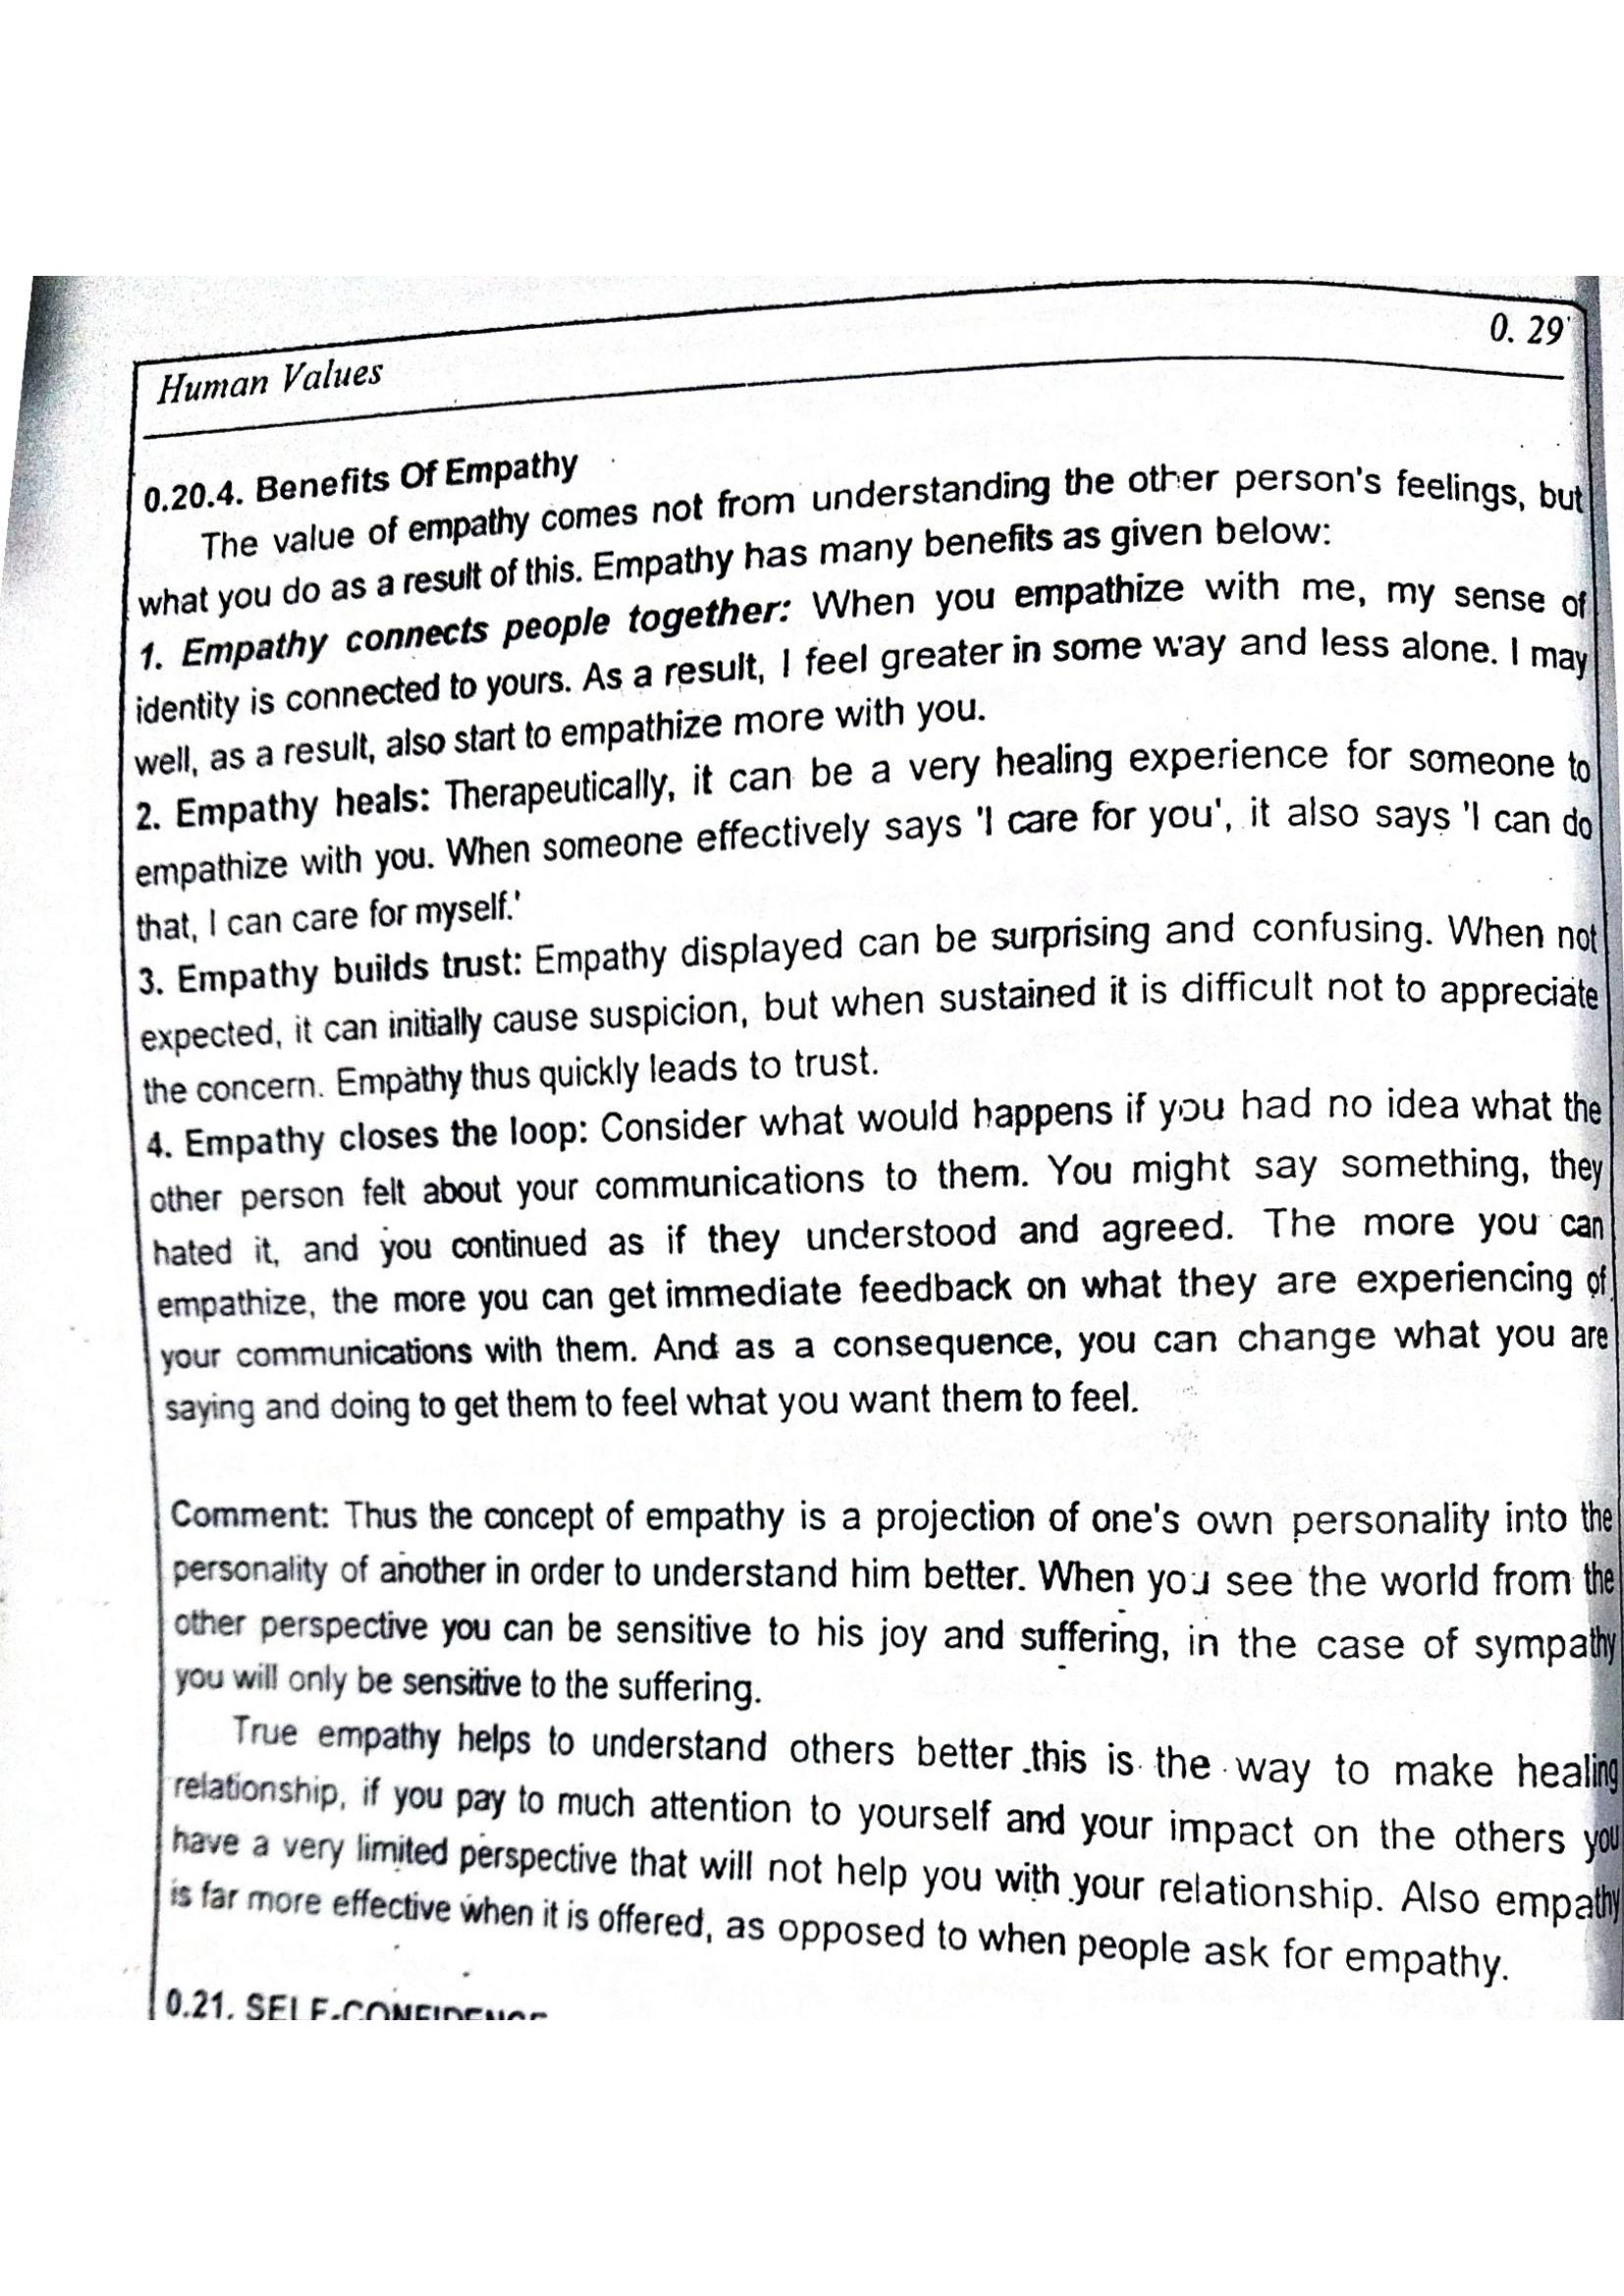 Human Values
0. 29
0.20.4. Benefits Of Empathy
The value of empathy comes not from understanding the other person's feelings, but
what you do as a result of this. Empathy has many benefits as given below:
1. Empathy connects people together: When you empathize with me, my sense of
identity is connected to yours. As a result, I feel greater in some way and less alone. I may
well, as a result, also start to empathize more with you.
2. Empathy heals: Therapeutically, it can be a very healing experience for someone to
empathize with you. When someone effectively says 'I care for you', it also says 'I can do
that, I can care for myself.'
3. Empathy builds trust: Empathy displayed can be surprising and confusing. When not
expected, it can initially cause suspicion, but when sustained it is difficult not to appreciate
the concern. Empathy thus quickly leads to trust.
4. Empathy closes the loop: Consider what would happens if you had no idea what the
other person felt about your communications to them. You might say something, they
hated it, and you continued as if they understood and agreed. The more you can
empathize, the more you can get immediate feedback on what they are experiencing of
your communications with them. And as a consequence, you can change what you are
saying and doing to get them to feel what you want them to feel.
Comment: Thus the concept of empathy is a projection of one's own personality into the
personality of another in order to understand him better. When you see the world from the
other perspective you can be sensitive to his joy and suffering, in the case of sympathy
you will only be sensitive to the suffering.
True empathy helps to understand others better .this is the way to make healing
relationship, if you pay to much attention to yourself and your impact on the others you
have a very limited perspective that will not help you with your relationship. Also empathy
is far more effective when it is offered, as opposed to when people ask for empathy.
0.21. SELF-CONFIDENCE